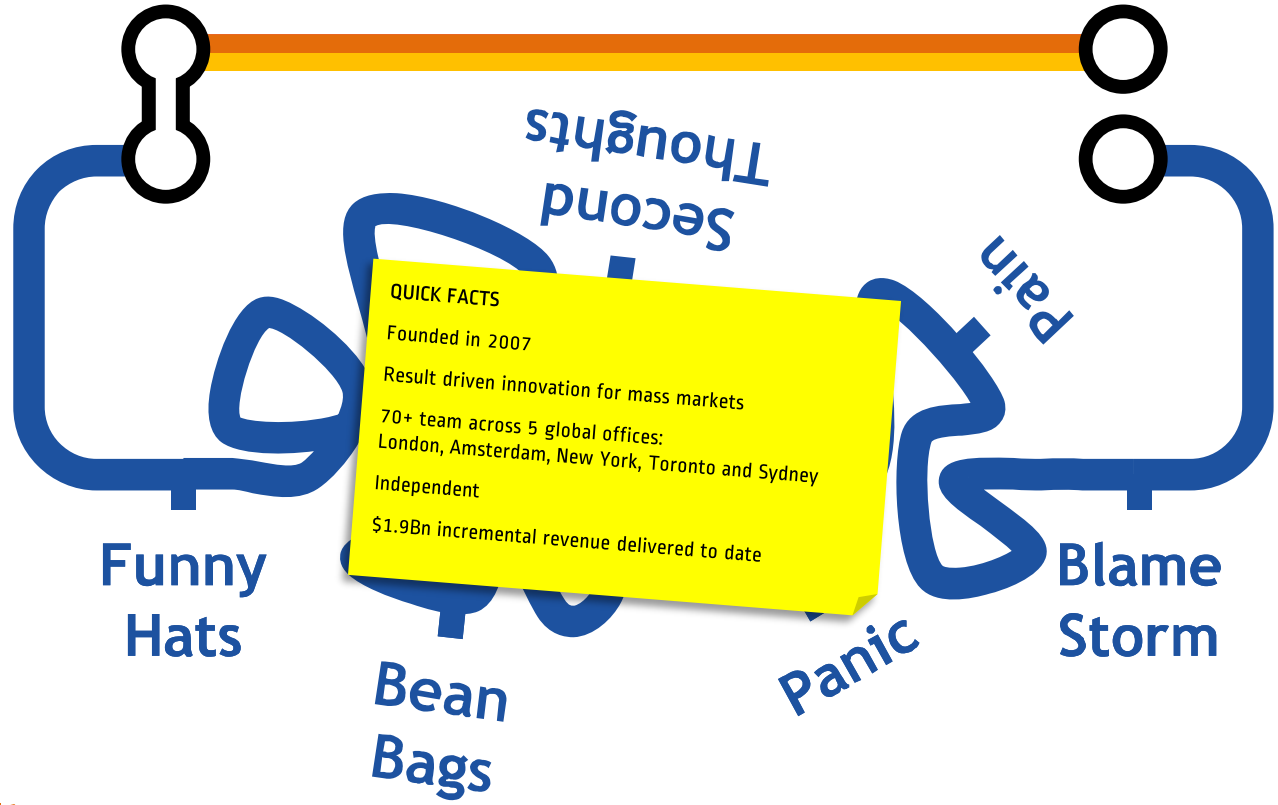 Second
Thoughts
Pain
QUICK FACTS
Founded in 2007
Result driven innovation for mass markets
70+ team across 5 global offices:
London, Amsterdam, New York, Toronto and Sydney
Independent
$1.9Bn incremental revenue delivered to date
Funny
Hats
Bean
Bags
Panic
Blame
Storm